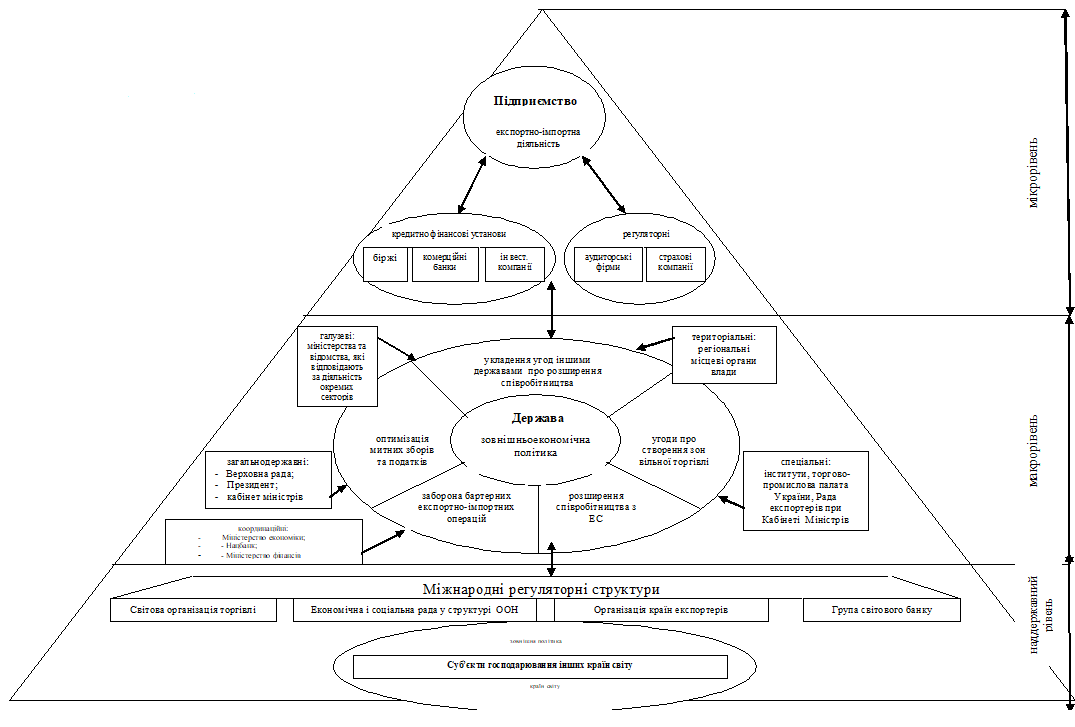 Підприємство
експортно-імпортна
діяльність
мікрорівень
кредитно фінансові установи
біржі
комерційні
банки
ін вест.
компанії
регуляторні
аудиторські
фірми
страхові
компанії
галузеві:
міністерства та
відомства, які
відповідають
за діяльність
окремих
секторів
територіальні:
регіональні
місцеві органи
влади
укладення угод іншими
державами про розширення
співробітництва
Держава
зовнішньоекономічна
політика
оптимізація
митних зборів
та податків
угоди про
створення зон
вільної торгівлі
макрорівень
загальнодержавні:
- Верховна рада;
- Президент;
- кабінет міністрів
спеціальні:
інститути, торгово-
промислова палата
України, Рада
експортерів при
Кабінеті Міністрів
заборона бартерних
експортно-імпортних
операцій
розширення
співробітництва з
ЕС
координаційні:
- Міністерство економіки;
- - Нацбанк;
- - Міністерство фінансів
Міжнародні регуляторні структури
Світова організація торгівлі
Економічна і соціальна рада у структурі ООН
Організація країн експортерів
Група світового банку
наддержавний
рівень
зовнішня політика
Суб'єкти господарювання інших країн світу
країн світу